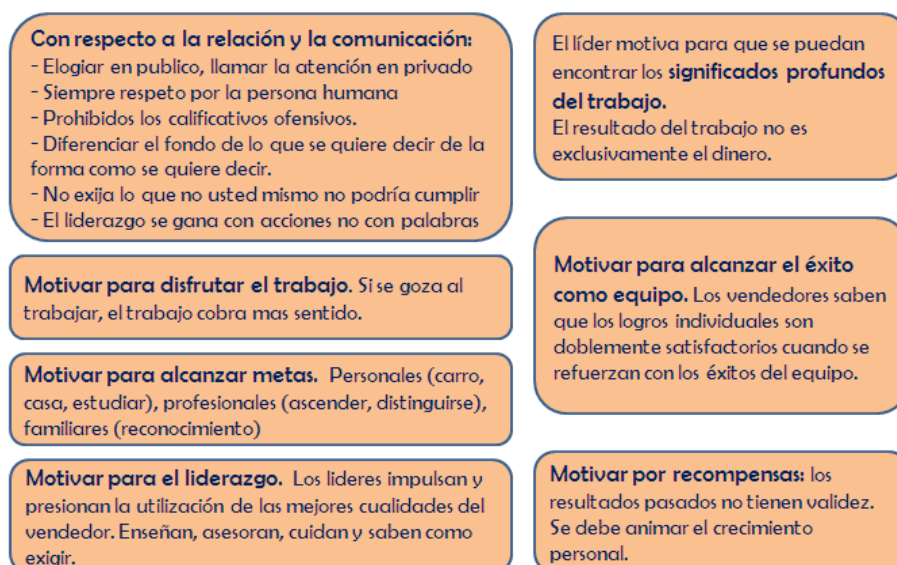 Con respecto a la relación y la comunicación:
- Elogiar en publico, llamar la atención en privado
- Siempre respeto por la persona humana
- Prohibidos los calificativos ofensivos.
- Diferenciar el fondo de lo que se quiere decir de la
forma como se quiere decir.
- No exija lo que no usted mismo no podría cumplir
- El liderazgo se gana con acciones no con palabras
Motivar para disfrutar el trabajo. Si se goza al
trabajar, el trabajo cobra mas sentido.
Motivar para alcanzar metas. Personales (carro,
casa, estudiar), profesionales (ascender, distinguirse),
familiares (reconocimiento)
Motivar para el liderazgo. Los lideres impulsan y
presionan la utilización de las mejores cualidades del
vendedor. Enseñan, asesoran, cuidan y saben como
exigir.
El líder motiva para que se puedan
encontrar los significados profundos
del trabajo.
El resultado del trabajo no es
exclusivamente el dinero.
Motivar para alcanzar el éxito
como equipo. Los vendedores saben
que los logros individuales son
doblemente satisfactorios cuando se
refuerzan con los éxitos del equipo.
Motivar por recompensas: los
resultados pasados no tienen validez.
Se debe animar el crecimiento
personal.